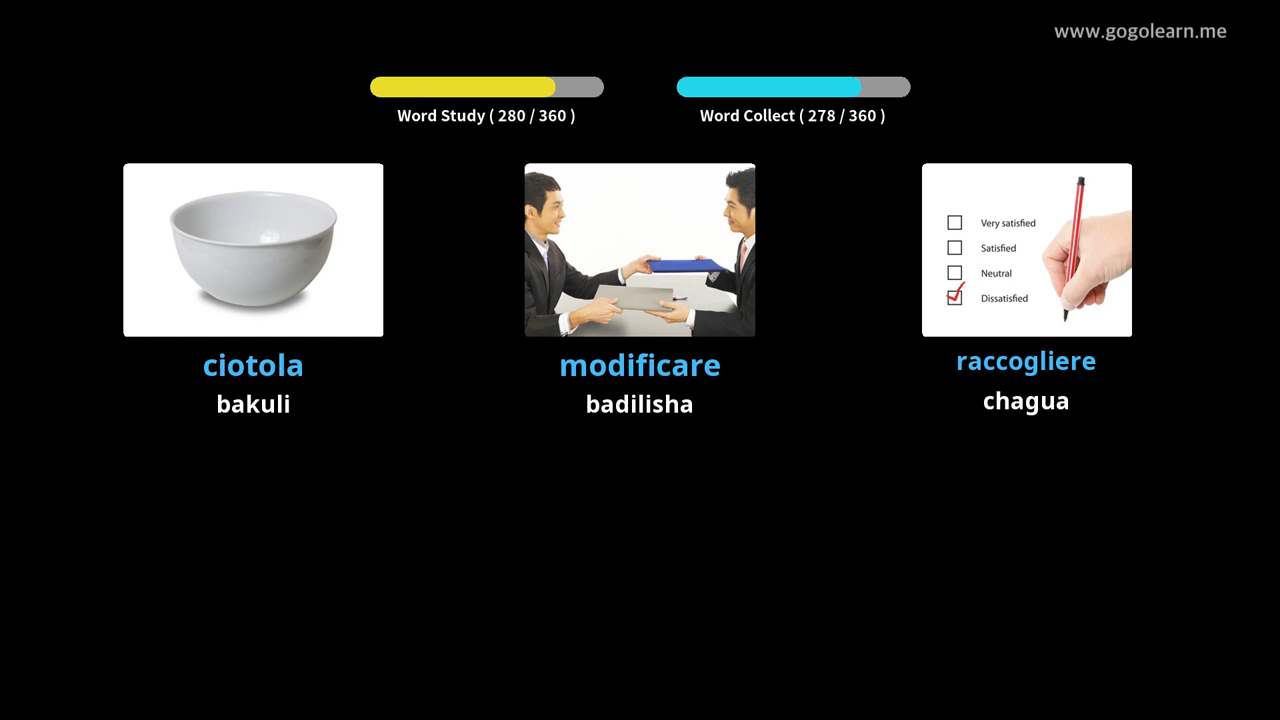 www.gogolearn.me
Word Study ( 280 / 360 )
Word Collect ( 278 / 360 )
Very satisfied
Satisfied
Neutral
Dissatisfied
ciotola
bakuli
modificare
badilisha
raccogliere
chagua